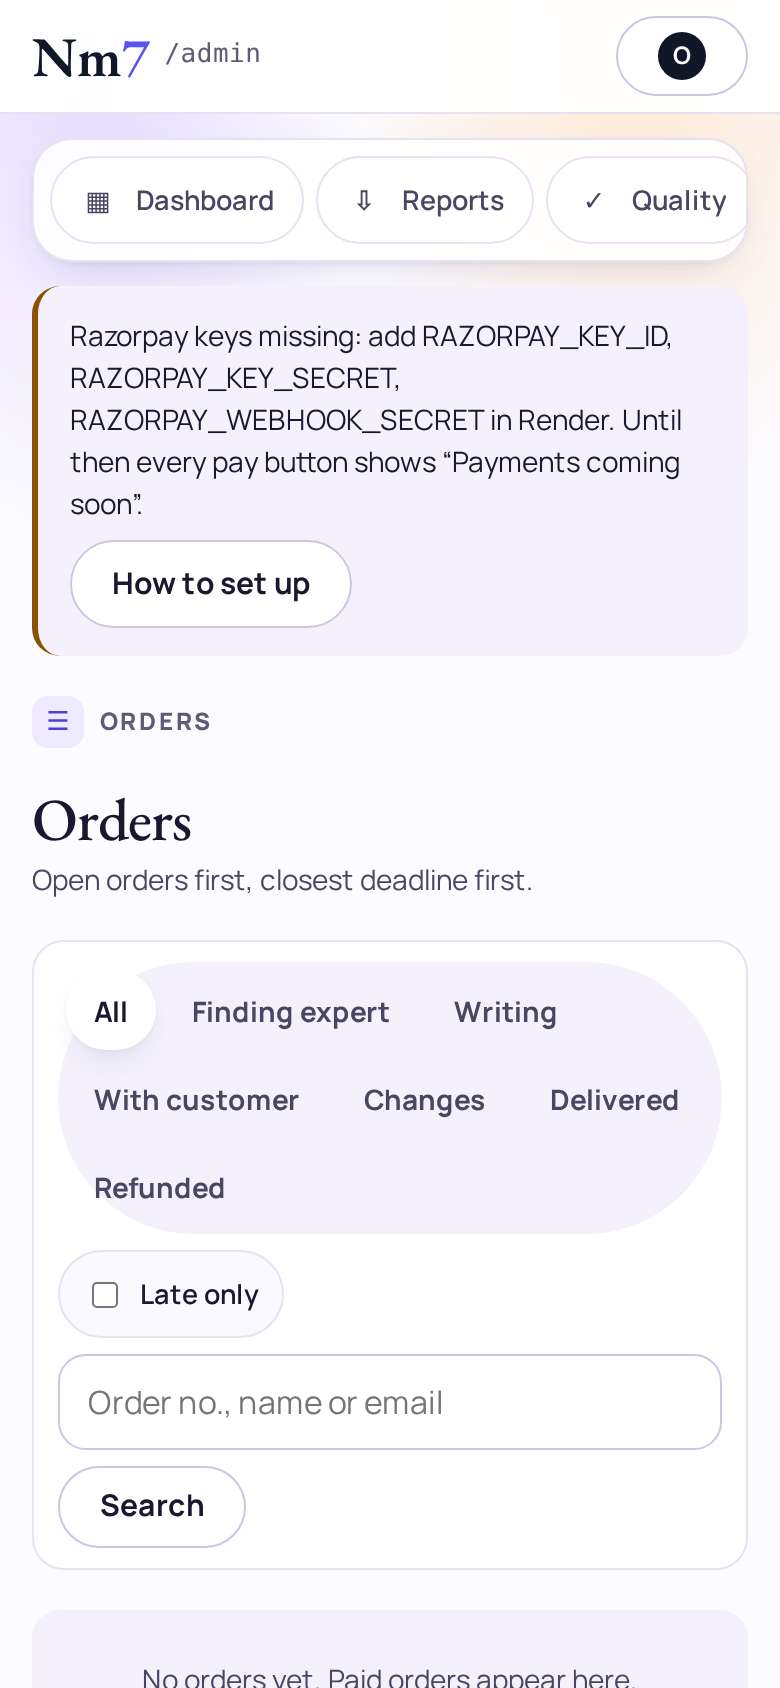 Nm7 /admin O
▦ Dashboard ⇩ Reports ✓ Quality
Razorpay keys missing: add RAZORPAY_KEY_ID,
RAZORPAY_KEY_SECRET,
RAZORPAY_WEBHOOK_SECRET in Render. Until
then every pay button shows “Payments coming
soon”.
How to set up
☰ ORDERS
Orders
Open orders first, closest deadline first.
All Finding expert Writing
With customer Changes Delivered
Refunded
Late only
Order no., name or email
Search
No orders yet. Paid orders appear here.